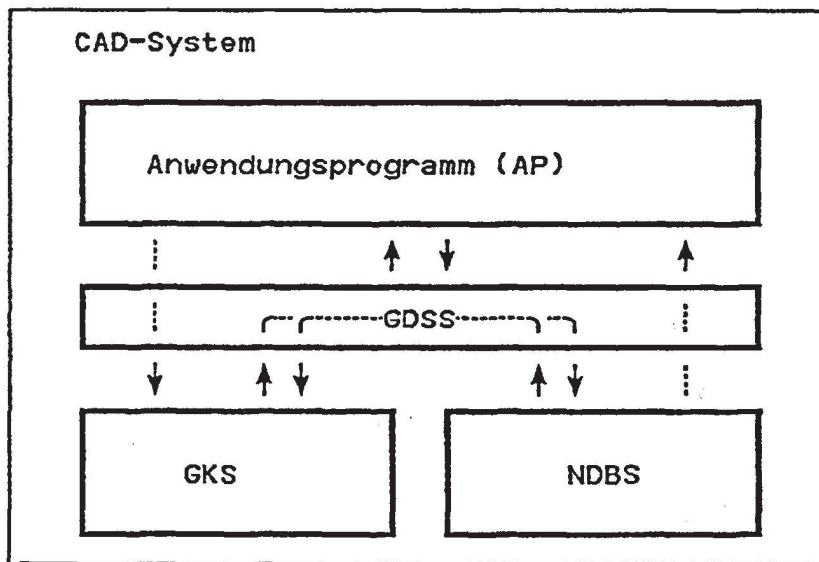 CAD-System
Anwendungsprogramm (AP)
GDSS
GKS
NDBS